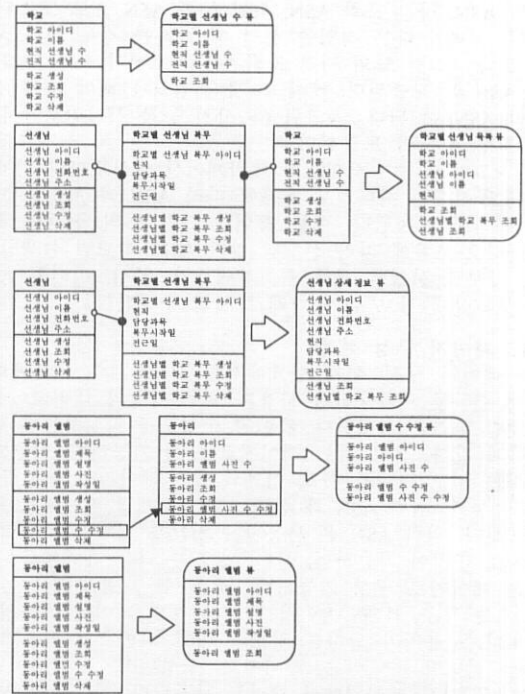 학교
학교 아이디
학교 이름
현직 선생님 수
전직 선생님 수
학교 생성
학교 조회
학교 수정
학교 삭제
학교별 선생님 수 뷰
학교 아이디
학교 이름
현직 선생님 수
전직 선생님 수
학교 조회
선생님
선생님 아이디
선생님 이름
선생님 전화번호
선생님 주소
선생님 생성
선생님 조회
선생님 수정
선생님 삭제
학교별 선생님 복무
학교별 선생님 복무 아이디
현직
담당과목
복무시작일
전근일
선생님별 학교 복무 생성
선생님별 학교 복무 조회
선생님별 학교 복무 수정
선생님별 학교 복무 삭제
학교
학교 아이디
학교 이름
현직 선생님 수
전직 선생님 수
학교 생성
학교 조회
학교 수정
학교 삭제
학교별 선생님 목록 뷰
학교 아이디
학교 이름
선생님 아이디
선생님 이름
현직
학교 조회
선생님별 학교 복무 조회
선생님 조회
선생님
선생님 아이디
선생님 이름
선생님 전화번호
선생님 주소
선생님 생성
선생님 조회
선생님 수정
선생님 삭제
학교별 선생님 복무
학교별 선생님 복무 아이디
현직
담당과목
복무시작일
전근일
선생님별 학교 복무 생성
선생님별 학교 복무 조회
선생님별 학교 복무 수정
선생님별 학교 복무 삭제
선생님 상세 정보 뷰
선생님 아이디
선생님 이름
선생님 전화번호
선생님 주소
현직
담당과목
복무시작일
전근일
선생님 조회
선생님별 학교 복무 조회
동아리 앨범
동아리 앨범 아이디
동아리 앨범 제목
동아리 앨범 설명
동아리 앨범 사진
동아리 앨범 작성일
동아리 앨범 생성
동아리 앨범 조회
동아리 앨범 수정
동아리 앨범 수 수정
동아리 앨범 삭제
동아리
동아리 아이디
동아리 이름
동아리 앨범 사진 수
동아리 생성
동아리 조회
동아리 수정
동아리 앨범 사진 수 수정
동아리 삭제
동아리 앨범 수 수정 뷰
동아리 앨범 아이디
동아리 아이디
동아리 앨범 사진 수
동아리 앨범 수 수정
동아리 앨범 사진 수 수정
동아리 앨범
동아리 앨범 아이디
동아리 앨범 제목
동아리 앨범 설명
동아리 앨범 사진
동아리 앨범 작성일
동아리 앨범 생성
동아리 앨범 조회
동아리 앨범 수정
동아리 앨범 수 수정
동아리 앨범 삭제
동아리 앨범 뷰
동아리 앨범 아이디
동아리 앨범 제목
동아리 앨범 설명
동아리 앨범 사진
동아리 앨범 작성일
동아리 앨범 조회